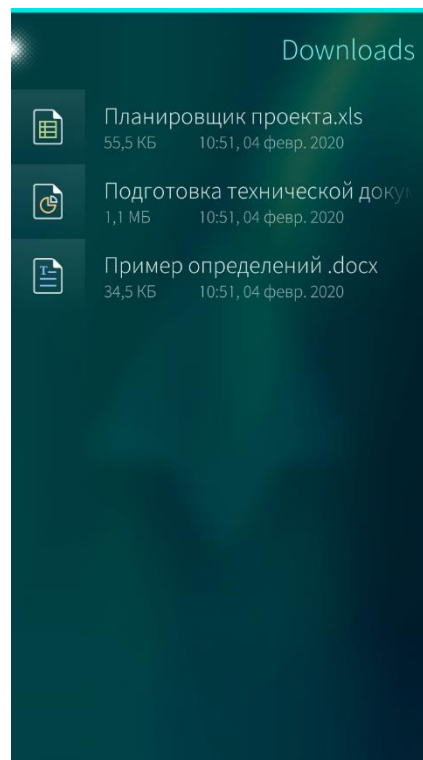 Downloads
Планировщик проекта.xls
55,5 КБ 10:51, 04 февр. 2020
Подготовка технической
1,1 МБ 10:51, 04 февр. 2020
Пример определений .docx
34,5 КБ 10:51, 04 февр. 2020